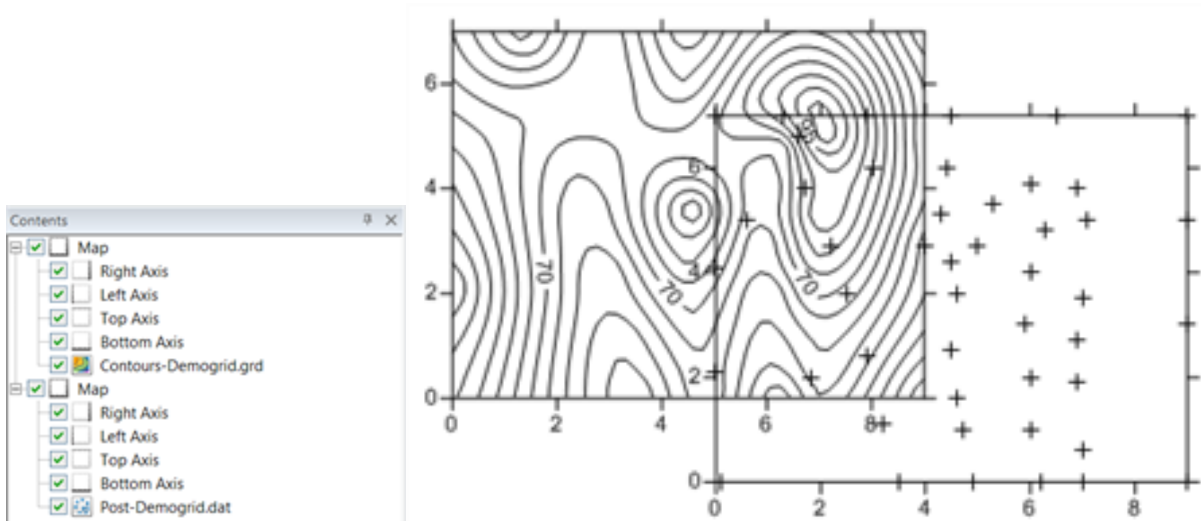 Contents
Map
Right Axis
Left Axis
Top Axis
Bottom Axis
Contours-Demogrid.grd
Map
Right Axis
Left Axis
Top Axis
Bottom Axis
Post-Demogrid.dat
6
4
2
0
0 2 4 6 8
70
70
70
95
6
4
2
0
0 2 4 6 8